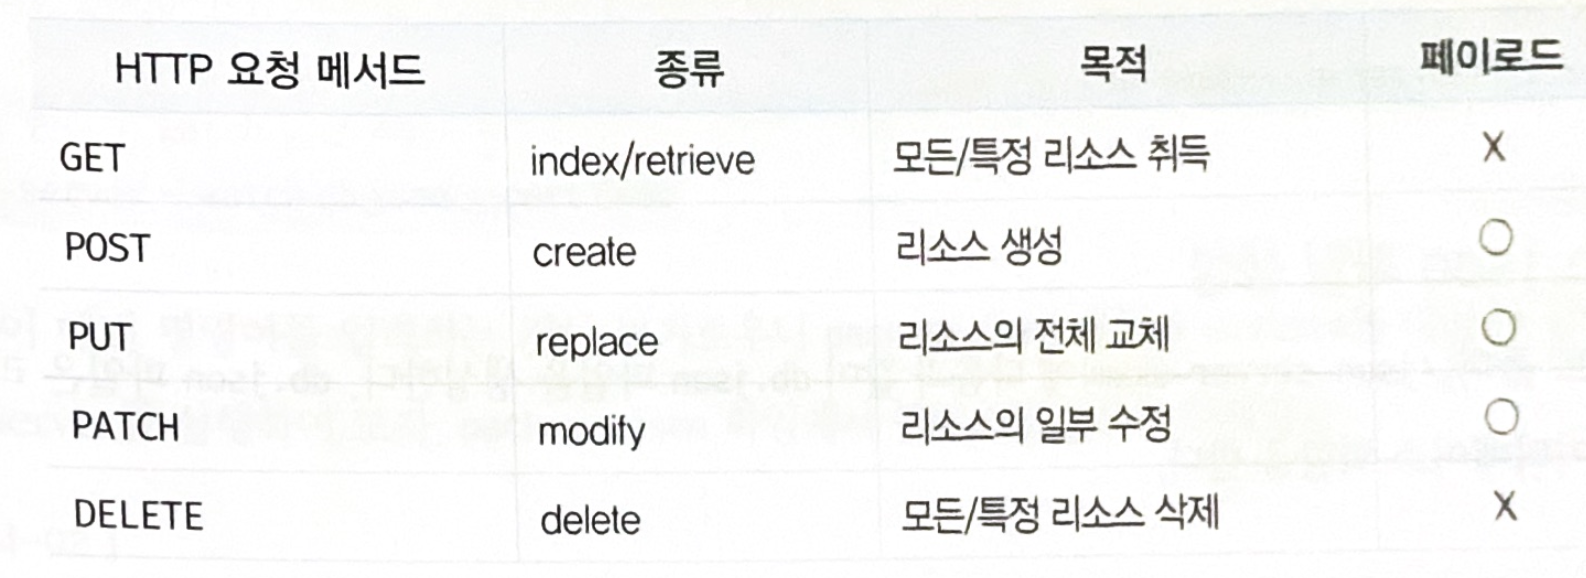 HTTP 요청 메서드 종류 목적 페이로드
GET index/retrieve 모든/특정 리소스 취득 X
POST create 리소스 생성 ○
PUT replace 리소스의 전체 교체 ○
PATCH modify 리소스의 일부 수정 ○
DELETE delete 모든/특정 리소스 삭제 X